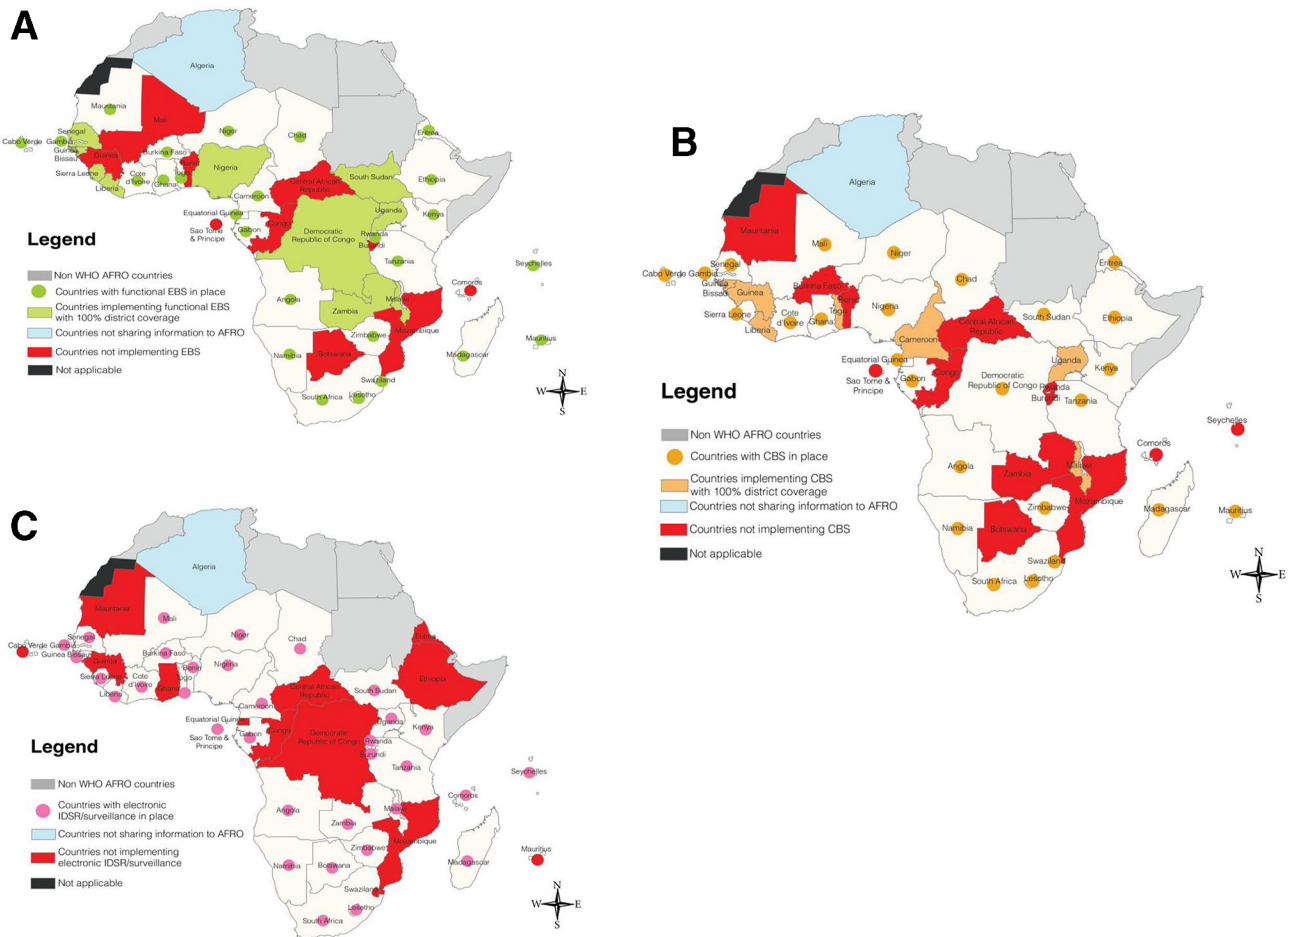 A
Algeria
Mauritania
Mali
Niger
Chad
Eritrea
Cabo Verde
Gambia
Senegal
Guinea
Bissau
Guinea
Burkina Faso
Benin
Togo
Nigeria
Sierra Leone
Liberia
Cote
d'Ivoire
Ghana
Cameroon
Central African
Republic
South Sudan
Ethiopia
Equatorial Guinea
Sao Tome
& Principe
Gabon
Congo
Democratic
Republic of Congo
Uganda
Kenya
Rwanda
Burundi
Tanzania
Seychelles
Comoros
Angola
Malawi
Zambia
Mozambique
Zimbabwe
Mauritius
Namibia
Botswana
Madagascar
Swaziland
South Africa
Lesotho
Legend
Non WHO AFRO countries
Countries with functional EBS in place
Countries implementing functional EBS
with 100% district coverage
Countries not sharing information to AFRO
Countries not implementing EBS
Not applicable
N
W E
S
B
Algeria
Mauritania
Mali
Niger
Chad
Eritrea
Cabo Verde
Gambia
Senegal
Guinea
Bissau
Guinea
Burkina Faso
Benin
Togo
Nigeria
Sierra Leone
Liberia
Cote
d'Ivoire
Ghana
Cameroon
Central African
Republic
South Sudan
Ethiopia
Equatorial Guinea
Sao Tome &
Principe
Gabon
Congo
Democratic
Republic of Congo
Uganda
Kenya
Rwanda
Burundi
Tanzania
Seychelles
Comoros
Angola
Malawi
Zambia
Mozambique
Zimbabwe
Madagascar
Mauritius
Namibia
Botswana
Swaziland
South Africa
Lesotho
Legend
Non WHO AFRO countries
Countries with CBS in place
Countries implementing CBS
with 100% district coverage
Countries not sharing information to AFRO
Countries not implementing CBS
Not applicable
N
W E
S
C
Algeria
Mauritania
Mali
Niger
Chad
Eritrea
Cabo Verde
Gambia
Senegal
Guinea Bissau
Guinea
Burkina Faso
Benin
Togo
Nigeria
Sierra Leone
Liberia
Cote
d'Ivoire
Ghana
Cameroon
Central African
Republic
South Sudan
Ethiopia
Equatorial Guinea
Sao Tome &
Principe
Gabon
Congo
Democratic
Republic of Congo
Uganda
Kenya
Rwanda
Burundi
Tanzania
Seychelles
Comoros
Angola
Malawi
Zambia
Mozambique
Zimbabwe
Mauritius
Namibia
Botswana
Madagascar
Swaziland
South Africa
Lesotho
Legend
Non WHO AFRO countries
Countries with electronic
IDSR/surveillance in place
Countries not sharing information to AFRO
Countries not implementing
electronic IDSR/surveillance
Not applicable
N
W E
S